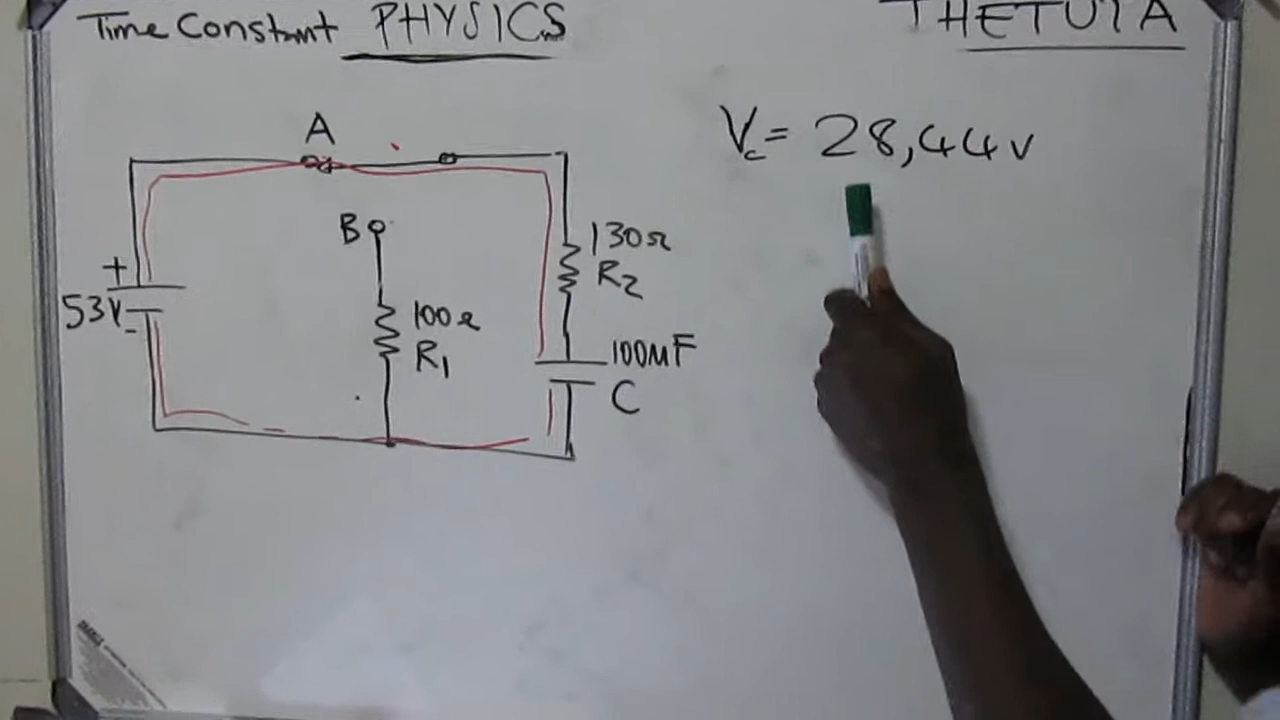 Time Constant PHYSICS
THETUTA
A
Vc = 28,44v
B
130Ω
R2
+
53V
-
100Ω
R1
100MF
C